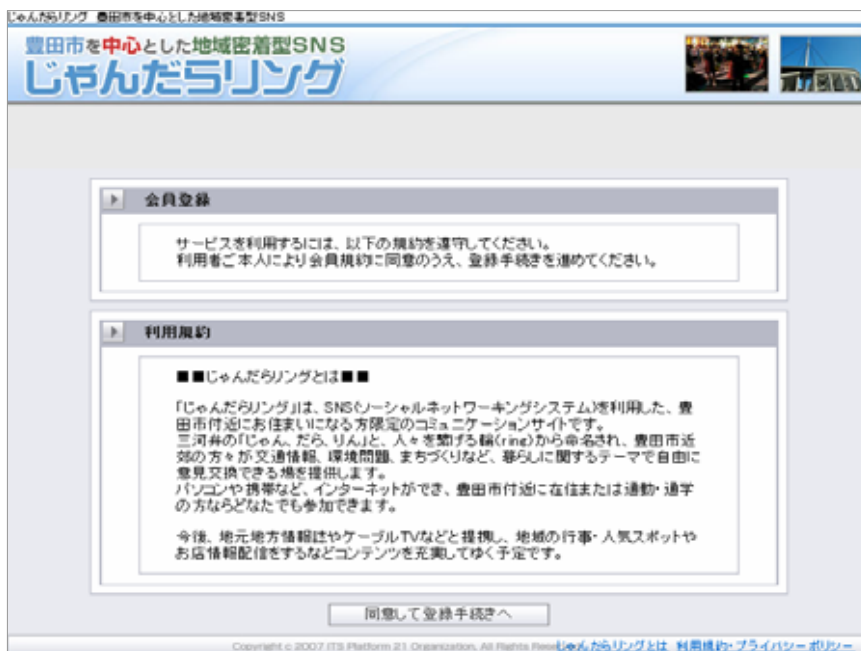 じゃんだらリング 豊田市を中心とした地域密着型SNS
豊田市を中心とした地域密着型SNS
じゃんだらリング
会員登録
サービスを利用するには、以下の規約を遵守してください。
利用者ご本人により会員規約に同意のうえ、登録手続きを進めてください。
利用規約
■■じゃんだらリングとは■■
「じゃんだらリング」は、SNS(ソーシャルネットワーキングシステム)を利用した、豊
田市付近にお住まいになる方限定のコミュニケーションサイトです。
三河弁の「じゃん、だら、りん」と、人々を繋げる輪(ring)から命名され、豊田市近
郊の方々が交通情報、環境問題、まちづくりなど、暮らしに関するテーマで自由に
意見交換できる場を提供します。
パソコンや携帯など、インターネットができ、豊田市付近に在住または通勤・通学
の方ならどなたでも参加できます。
今後、地元地方情報誌やケーブルTVなどと提携し、地域の行事・人気スポットや
お店情報配信をするなどコンテンツを充実してゆく予定です。
同意して登録手続きへ
Copyright c 2007 ITS Platform 21 Organization, All Rights Rese じゃんだらリングとは 利用規約・プライバシーポリシー